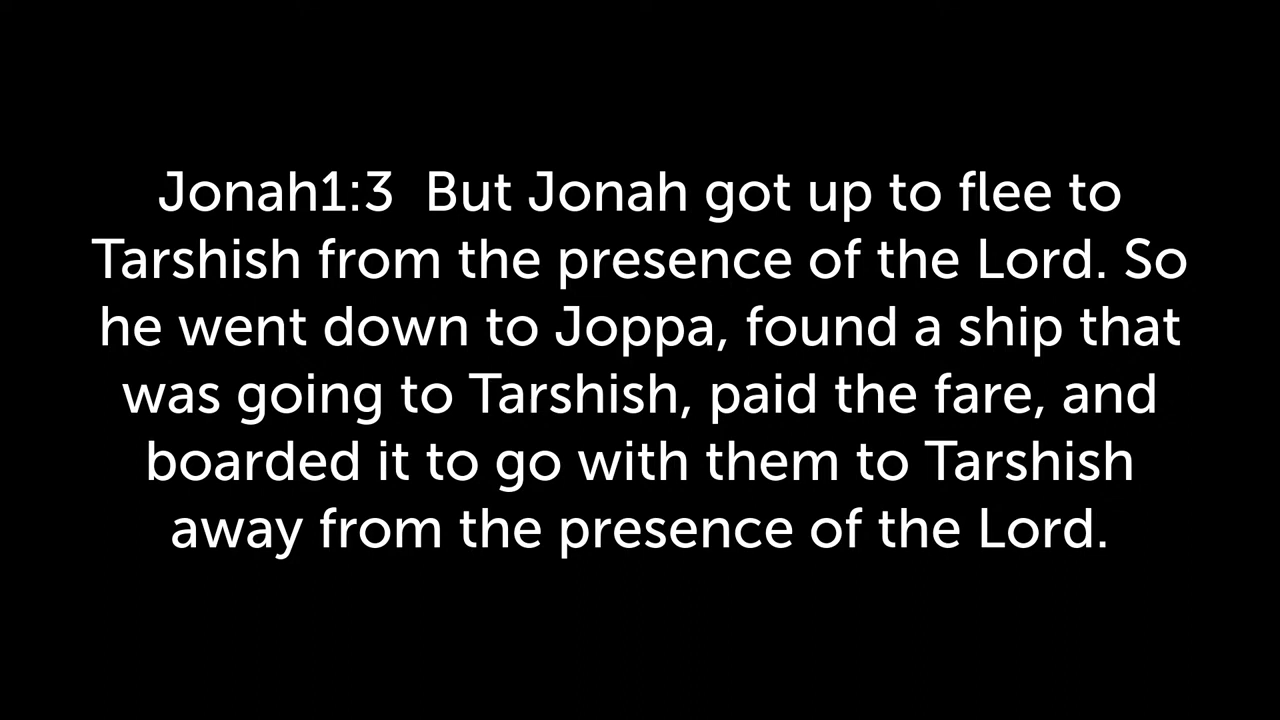 Jonah1:3  But Jonah got up to flee to
Tarshish from the presence of the Lord. So
he went down to Joppa, found a ship that
was going to Tarshish, paid the fare, and
boarded it to go with them to Tarshish
away from the presence of the Lord.